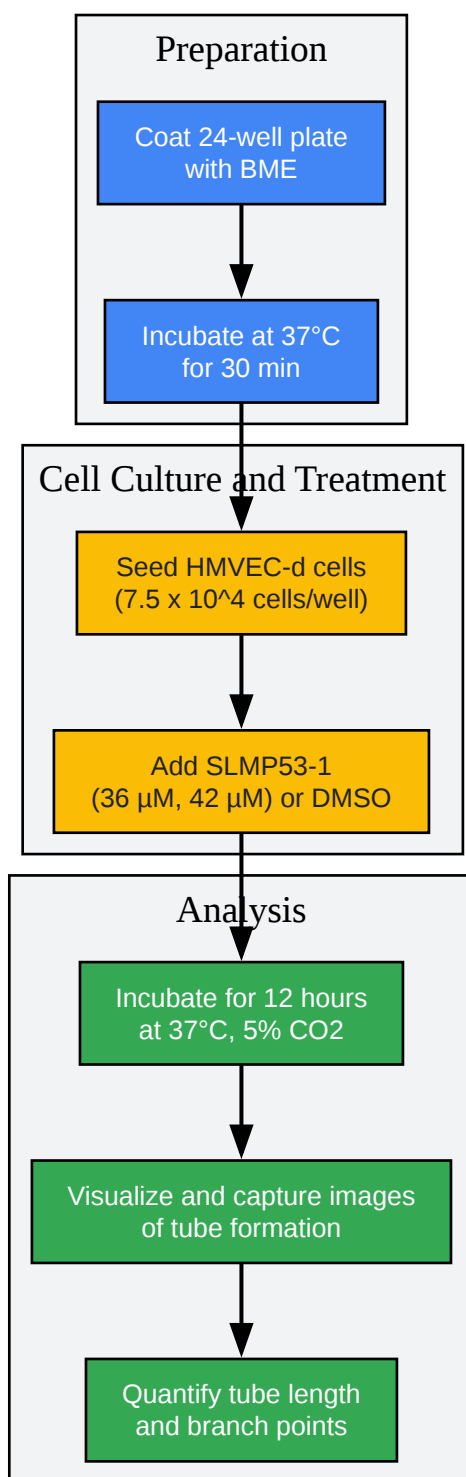 Preparation
Coat 24-well plate
with BME
Incubate at 37°C
for 30 min
Cell Culture and Treatment
Seed HMVEC-d cells
(7.5 x 10^4 cells/well)
Add SLMP53-1
(36 µM, 42 µM) or DMSO
Analysis
Incubate for 12 hours
at 37°C, 5% CO2
Visualize and capture images
of tube formation
Quantify tube length
and branch points